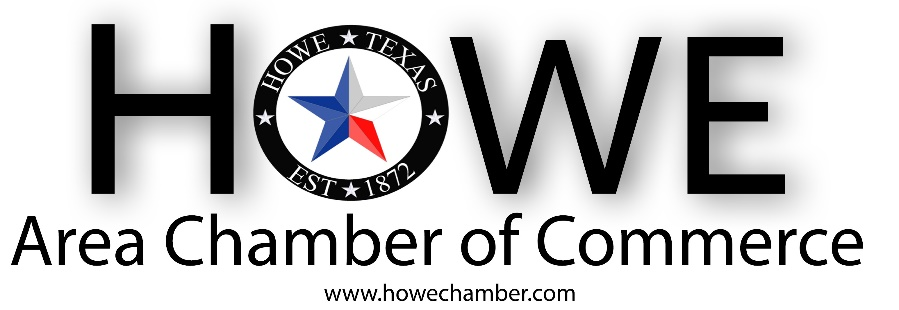 HOWE
HOWE ★ TEXAS
EST ★ 1872
Area Chamber of Commerce
www.howechamber.com